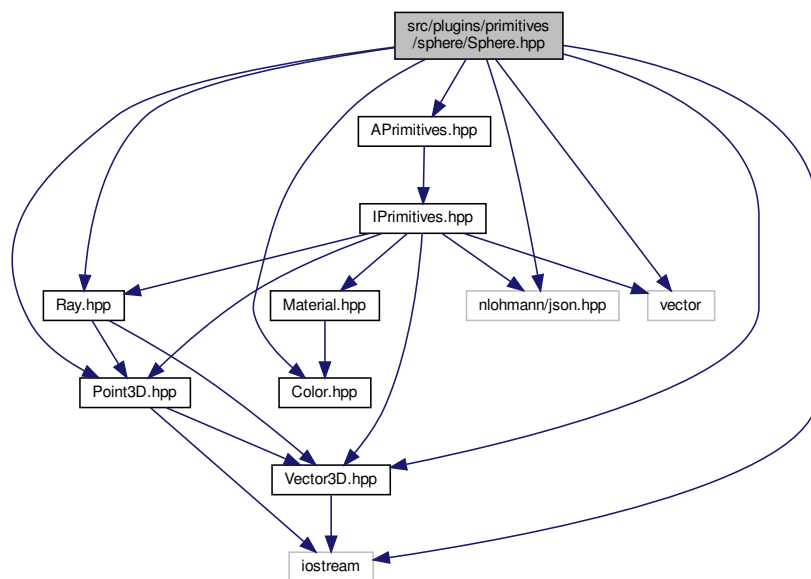 src/plugins/primitives
/sphere/Sphere.hpp
APrimitives.hpp
IPrimitives.hpp
Ray.hpp
Material.hpp
nlohmann/json.hpp
vector
Point3D.hpp
Color.hpp
Vector3D.hpp
iostream